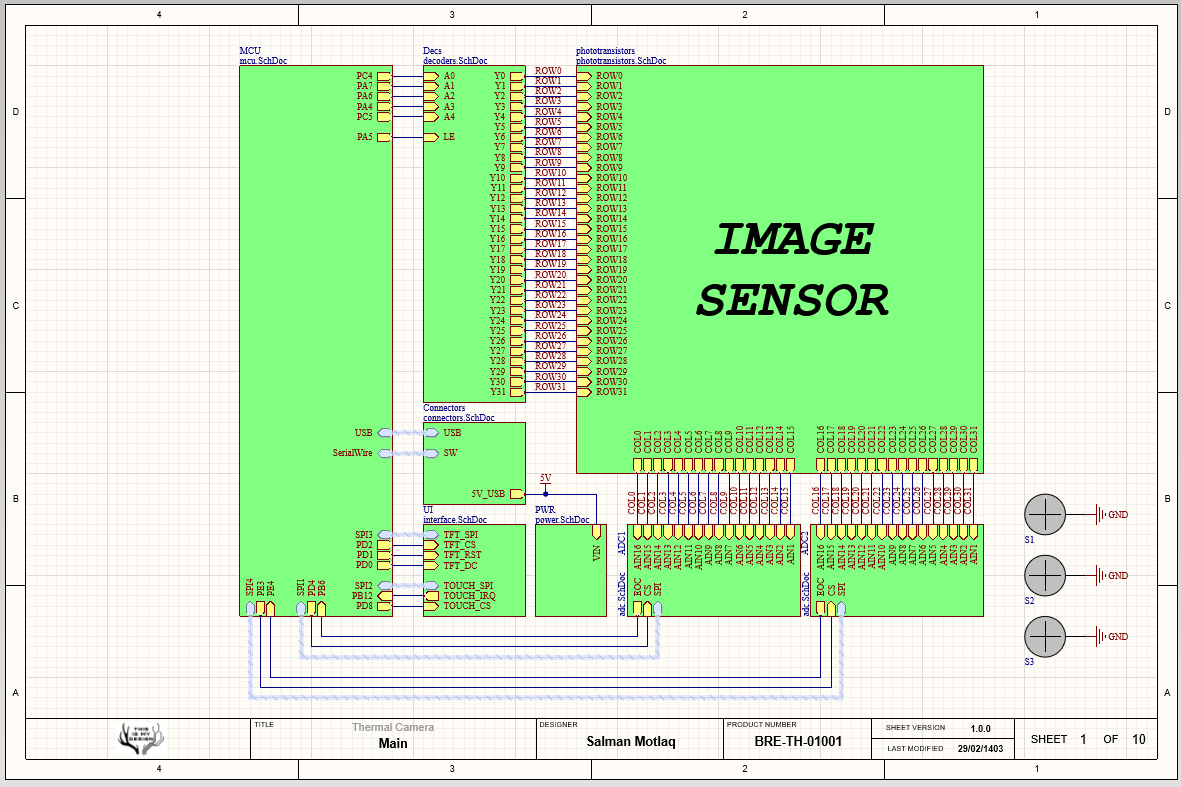 4 3 2 1
MCU
mcu.SchDoc
Decs
decoders.SchDoc
phototransistors
phototransistors.SchDoc
D D
PC4 A0 Y0 ROW0 ROW0
PA7 A1 Y1 ROW1 ROW1
PA6 A2 Y2 ROW2 ROW2
PA4 A3 Y3 ROW3 ROW3
PC5 A4 Y4 ROW4 ROW4
Y5 ROW5 ROW5
PA5 LE Y6 ROW6 ROW6
Y7 ROW7 ROW7
Y8 ROW8 ROW8
Y9 ROW9 ROW9
Y10 ROW10 ROW10
Y11 ROW11 ROW11
Y12 ROW12 ROW12
Y13 ROW13 ROW13
Y14 ROW14 ROW14
Y15 ROW15 ROW15
Y16 ROW16 ROW16
Y17 ROW17 ROW17
Y18 ROW18 ROW18
Y19 ROW19 ROW19
Y20 ROW20 ROW20
Y21 ROW21 ROW21
Y22 ROW22 ROW22
Y23 ROW23 ROW23
Y24 ROW24 ROW24
Y25 ROW25 ROW25
Y26 ROW26 ROW26
Y27 ROW27 ROW27
Y28 ROW28 ROW28
Y29 ROW29 ROW29
Y30 ROW30 ROW30
Y31 ROW31 ROW31
IMAGE
SENSOR
C C
Connectors
connectors.SchDoc
USB USB
SerialWire SW
5V_USB
5V
COL0 COL1 COL2 COL3 COL4 COL5 COL6 COL7 COL8 COL9 COL10 COL11 COL12 COL13 COL14 COL15
COL16 COL17 COL18 COL19 COL20 COL21 COL22 COL23 COL24 COL25 COL26 COL27 COL28 COL29 COL30 COL31
COL0 COL1 COL2 COL3 COL4 COL5 COL6 COL7 COL8 COL9 COL10 COL11 COL12 COL13 COL14 COL15
COL16 COL17 COL18 COL19 COL20 COL21 COL22 COL23 COL24 COL25 COL26 COL27 COL28 COL29 COL30 COL31
B B
UI
interface.SchDoc
PWR
power.SchDoc
VIN
SPI3 TFT_SPI
PD2 TFT_CS
PD1 TFT_RST
PD0 TFT_DC
SPI2 TOUCH_SPI
PB12 TOUCH_IRQ
PD8 TOUCH_CS
SPI4 PE3 PE4 SPI1 PD4 PB6
ADC1
adc.SchDoc
AIN16 AIN15 AIN14 AIN13 AIN12 AIN11 AIN10 AIN9 AIN8 AIN7 AIN6 AIN5 AIN4 AIN3 AIN2 AIN1
EOC CS SPI
ADC2
adc.SchDoc
AIN16 AIN15 AIN14 AIN13 AIN12 AIN11 AIN10 AIN9 AIN8 AIN7 AIN6 AIN5 AIN4 AIN3 AIN2 AIN1
EOC CS SPI
GND
S1
GND
S2
GND
S3
A A
THIS
IS MY
DESIGN
TITLE
Thermal Camera
Main
DESIGNER
Salman Motlaq
PRODUCT NUMBER
BRE-TH-01001
SHEET VERSION 1.0.0
LAST MODIFIED 29/02/1403
SHEET 1 OF 10
4 3 2 1